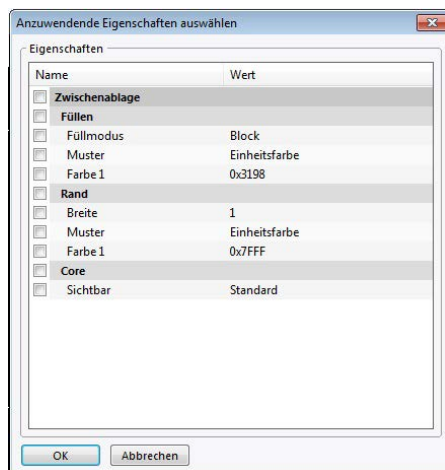 Anzuwendende Eigenschaften auswählen
Eigenschaften
Name Wert
Zwischenablage
Füllen
Füllmodus Block
Muster Einheitsfarbe
Farbe 1 0x3198
Rand
Breite 1
Muster Einheitsfarbe
Farbe 1 0x7FFF
Core
Sichtbar Standard
OK Abbrechen